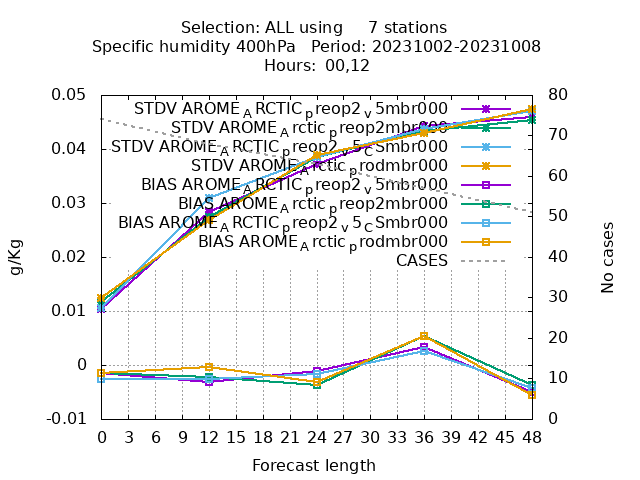 Selection: ALL using 7 stations
Specific humidity 400hPa Period: 20231002-20231008
Hours: 00,12
0.05
0.04
0.03
0.02
0.01
0
-0.01
g/Kg
STDV AROME_ARCTIC_preop2_v5mbr000
STDV AROME_Arctic_preop2mbr000
STDV AROME_ARCTIC_preop2_v5_CSmbr000
STDV AROME_Arctic_prodmbr000
BIAS AROME_ARCTIC_preop2_v5mbr000
BIAS AROME_Arctic_preop2mbr000
BIAS AROME_ARCTIC_preop2_v5_CSmbr000
BIAS AROME_Arctic_prodmbr000
CASES
80
70
60
50
40
30
20
10
0
No cases
0 3 6 9 12 15 18 21 24 27 30 33 36 39 42 45 48
Forecast length